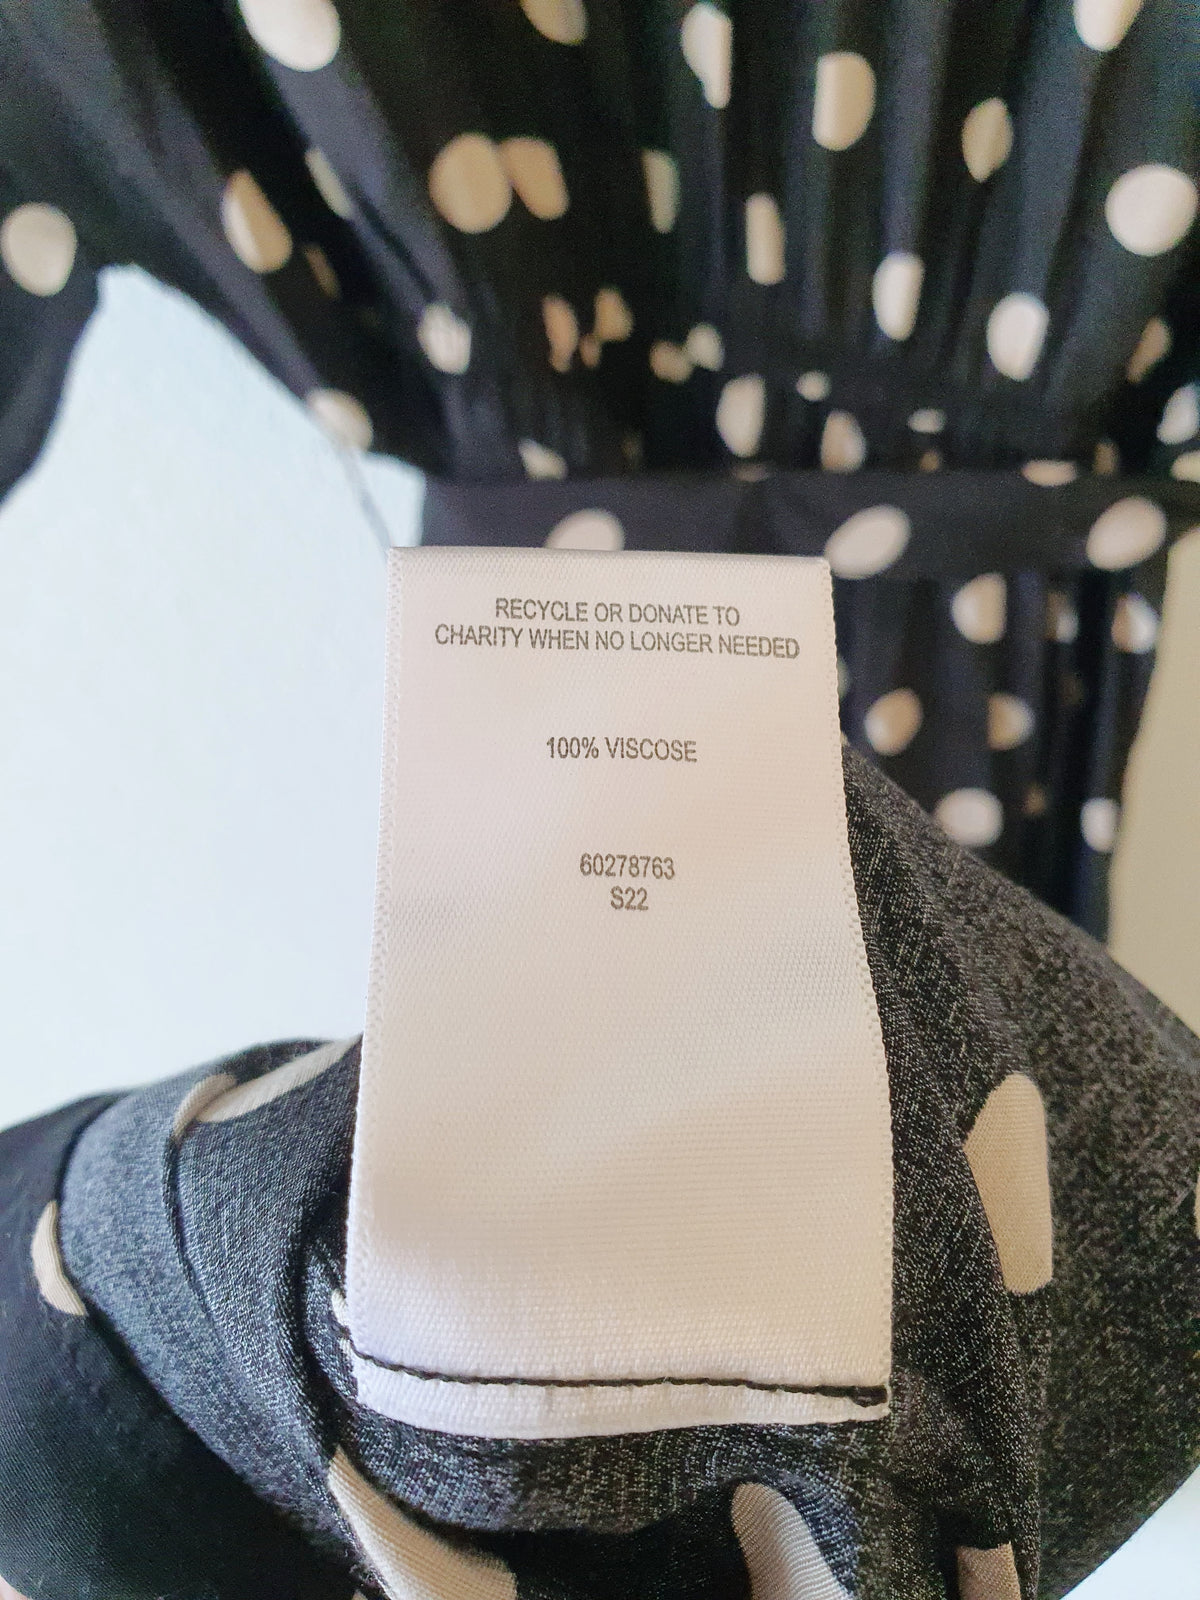 RECYCLE OR DONATE TO
CHARITY WHEN NO LONGER NEEDED
100% VISCOSE
60278763
S22